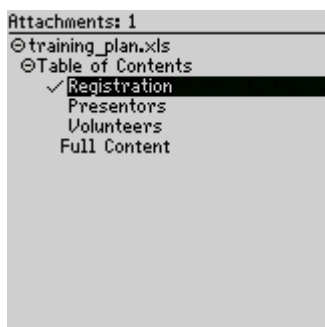 Attachments: 1
training_plan.xls
Table of Contents
Registration
Presentors
Volunteers
Full Content